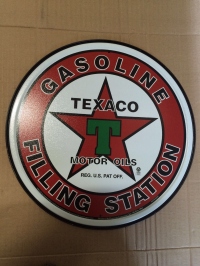 GASOLINE
TEXACO
T
MOTOR OILS
REG. U.S. PAT OFF.
FILLING STATION